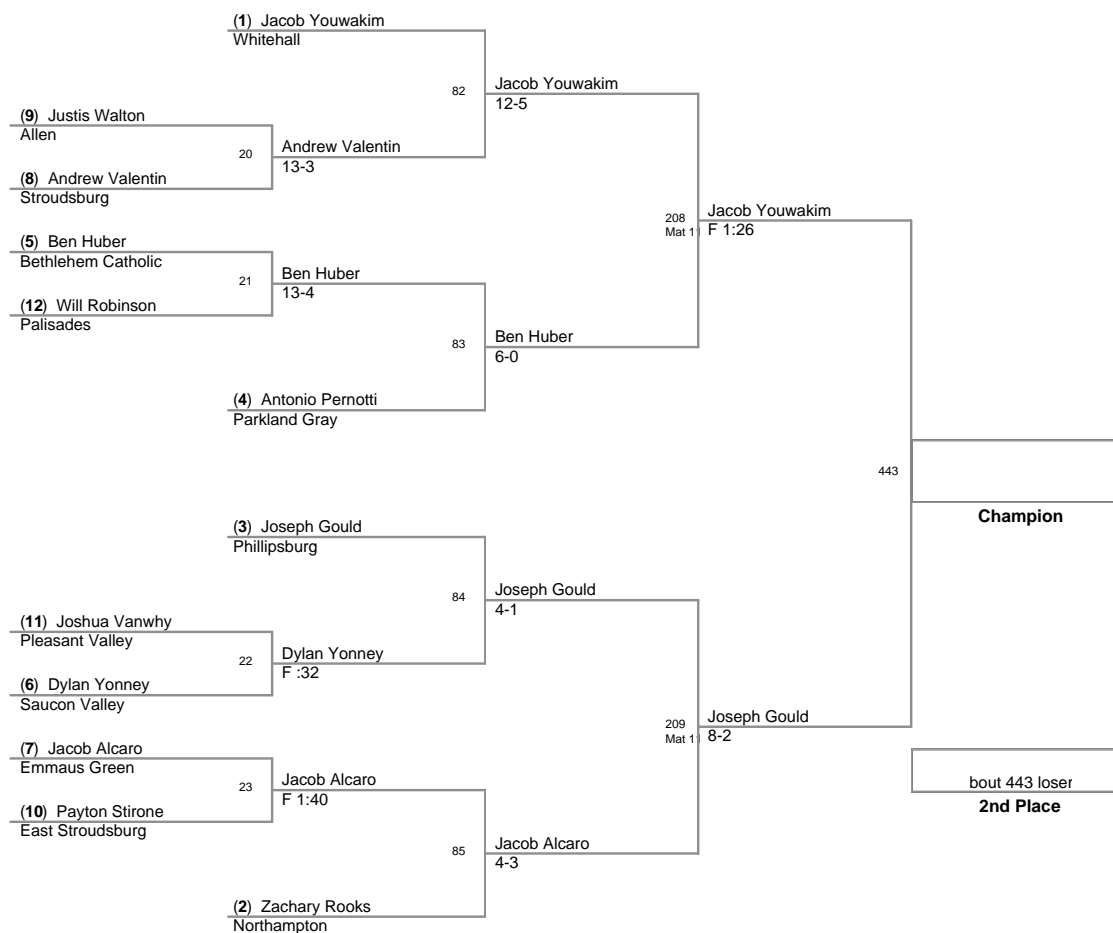 (1) Jacob Youwakim
Whitehall
82
Jacob Youwakim
12-5
(9) Justis Walton
Allen
20
Andrew Valentin
13-3
(8) Andrew Valentin
Stroudsburg
208
Mat 11
Jacob Youwakim
F 1:26
(5) Ben Huber
Bethlehem Catholic
21
Ben Huber
13-4
(12) Will Robinson
Palisades
83
Ben Huber
6-0
(4) Antonio Pernotti
Parkland Gray
443
Champion
(3) Joseph Gould
Phillipsburg
84
Joseph Gould
4-1
(11) Joshua Vanwhy
Pleasant Valley
22
Dylan Yonney
F :32
(6) Dylan Yonney
Saucon Valley
209
Mat 11
Joseph Gould
8-2
(7) Jacob Alcaro
Emmaus Green
23
Jacob Alcaro
F 1:40
(10) Payton Stirone
East Stroudsburg
bout 443 loser
2nd Place
85
Jacob Alcaro
4-3
(2) Zachary Rooks
Northampton